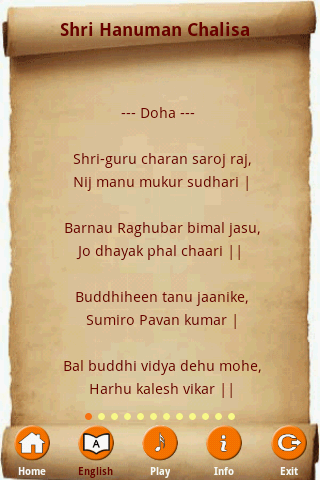 Shri Hanuman Chalisa
--- Doha ---
Shri-guru charan saroj raj,
Nij manu mukur sudhari |
Barnau Raghubar bimal jasu,
Jo dhayak phal chaari ||
Buddhiheen tanu jaanike,
Sumiro Pavan kumar |
Bal buddhi vidya dehu mohe,
Harhu kalesh vikar ||
A
Home English Play Info Exit